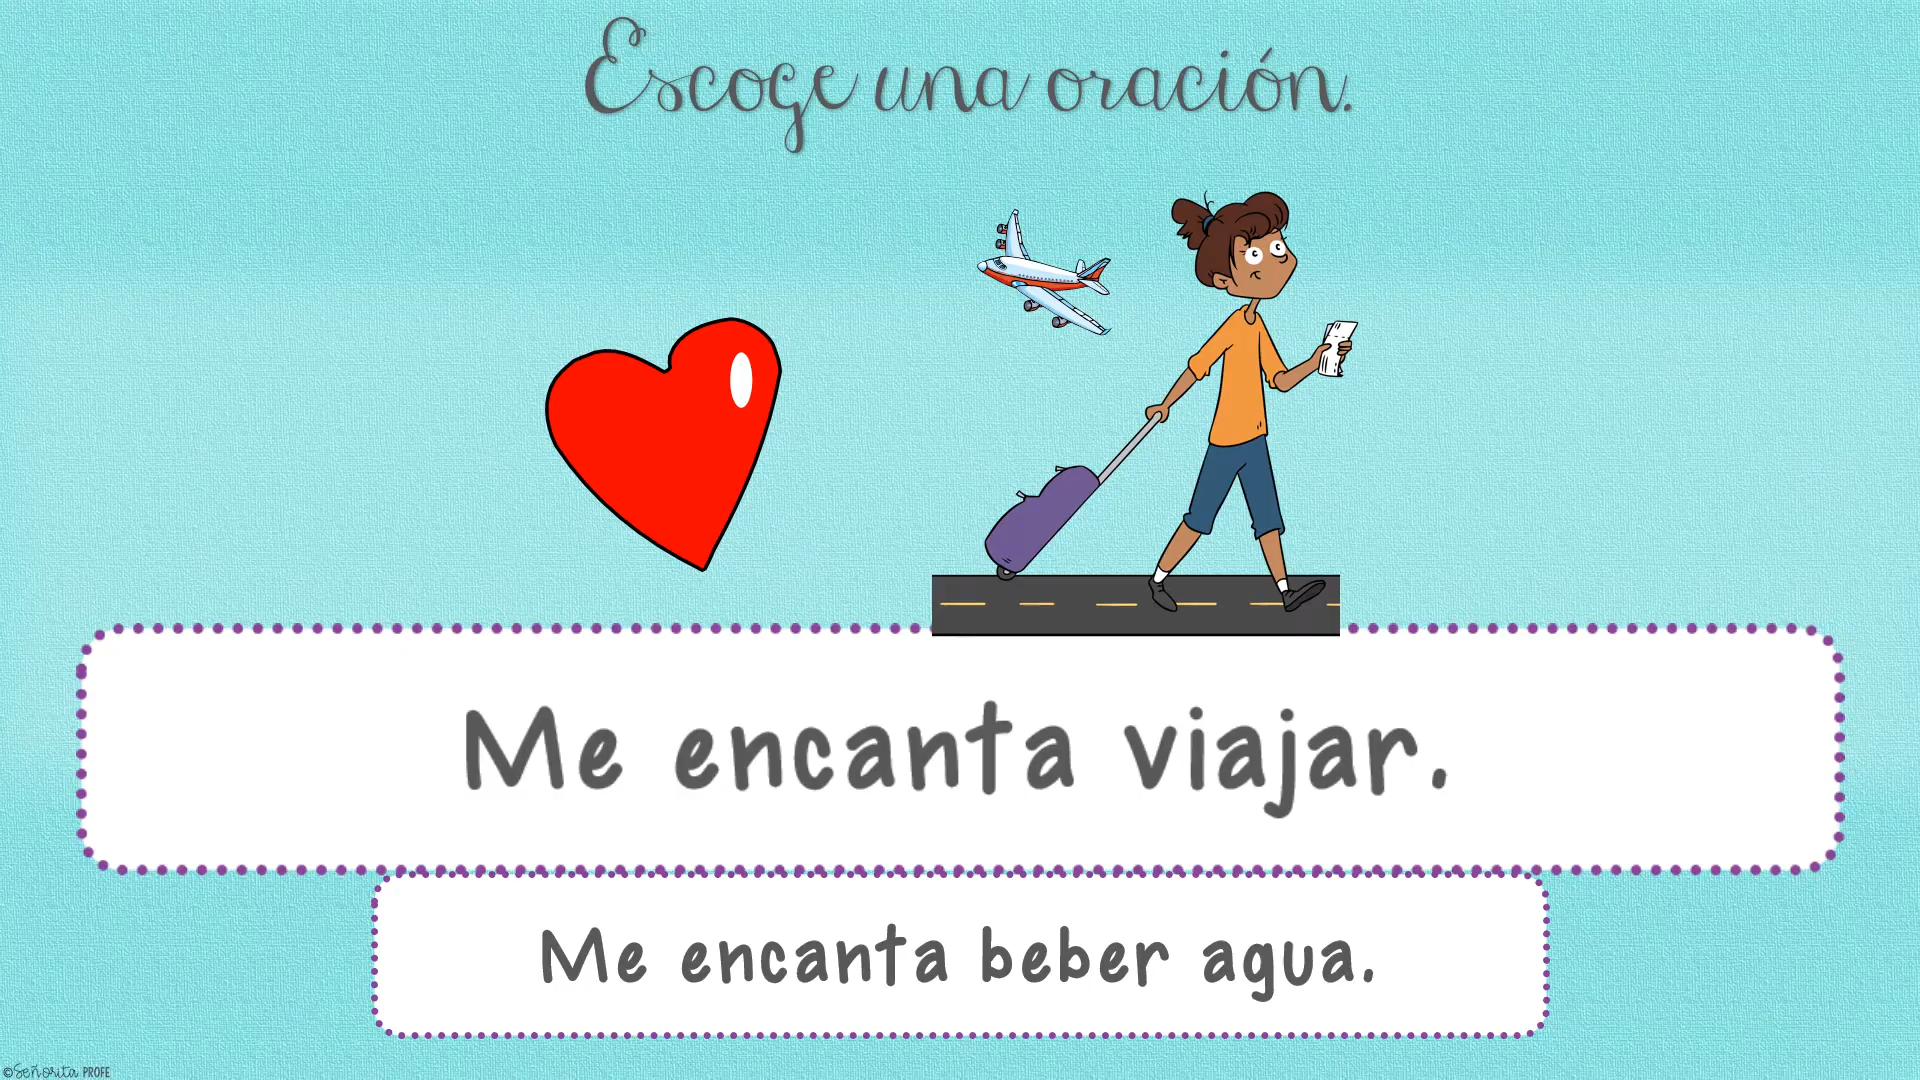 Escoge una oración.
Me encanta viajar.
Me encanta beber agua.
©Señorita PROFE